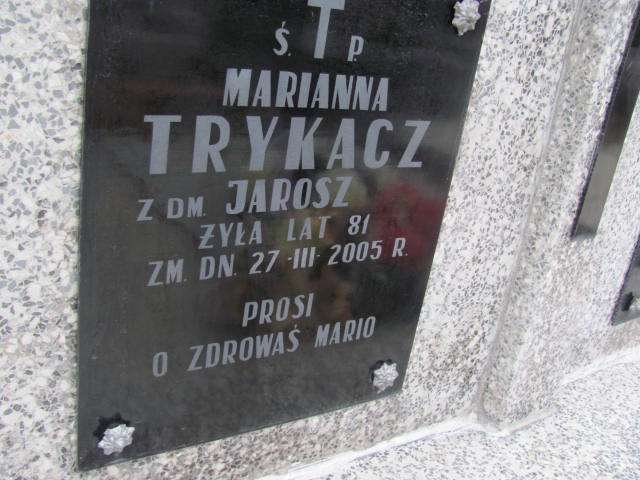 Ś. P.
MARIANNA
TRYKACZ
Z DM. JAROSZ
ŻYŁA LAT 81
ZM. DN. 27-III-2005 R.
PROSI
O ZDROWAŚ MARIO